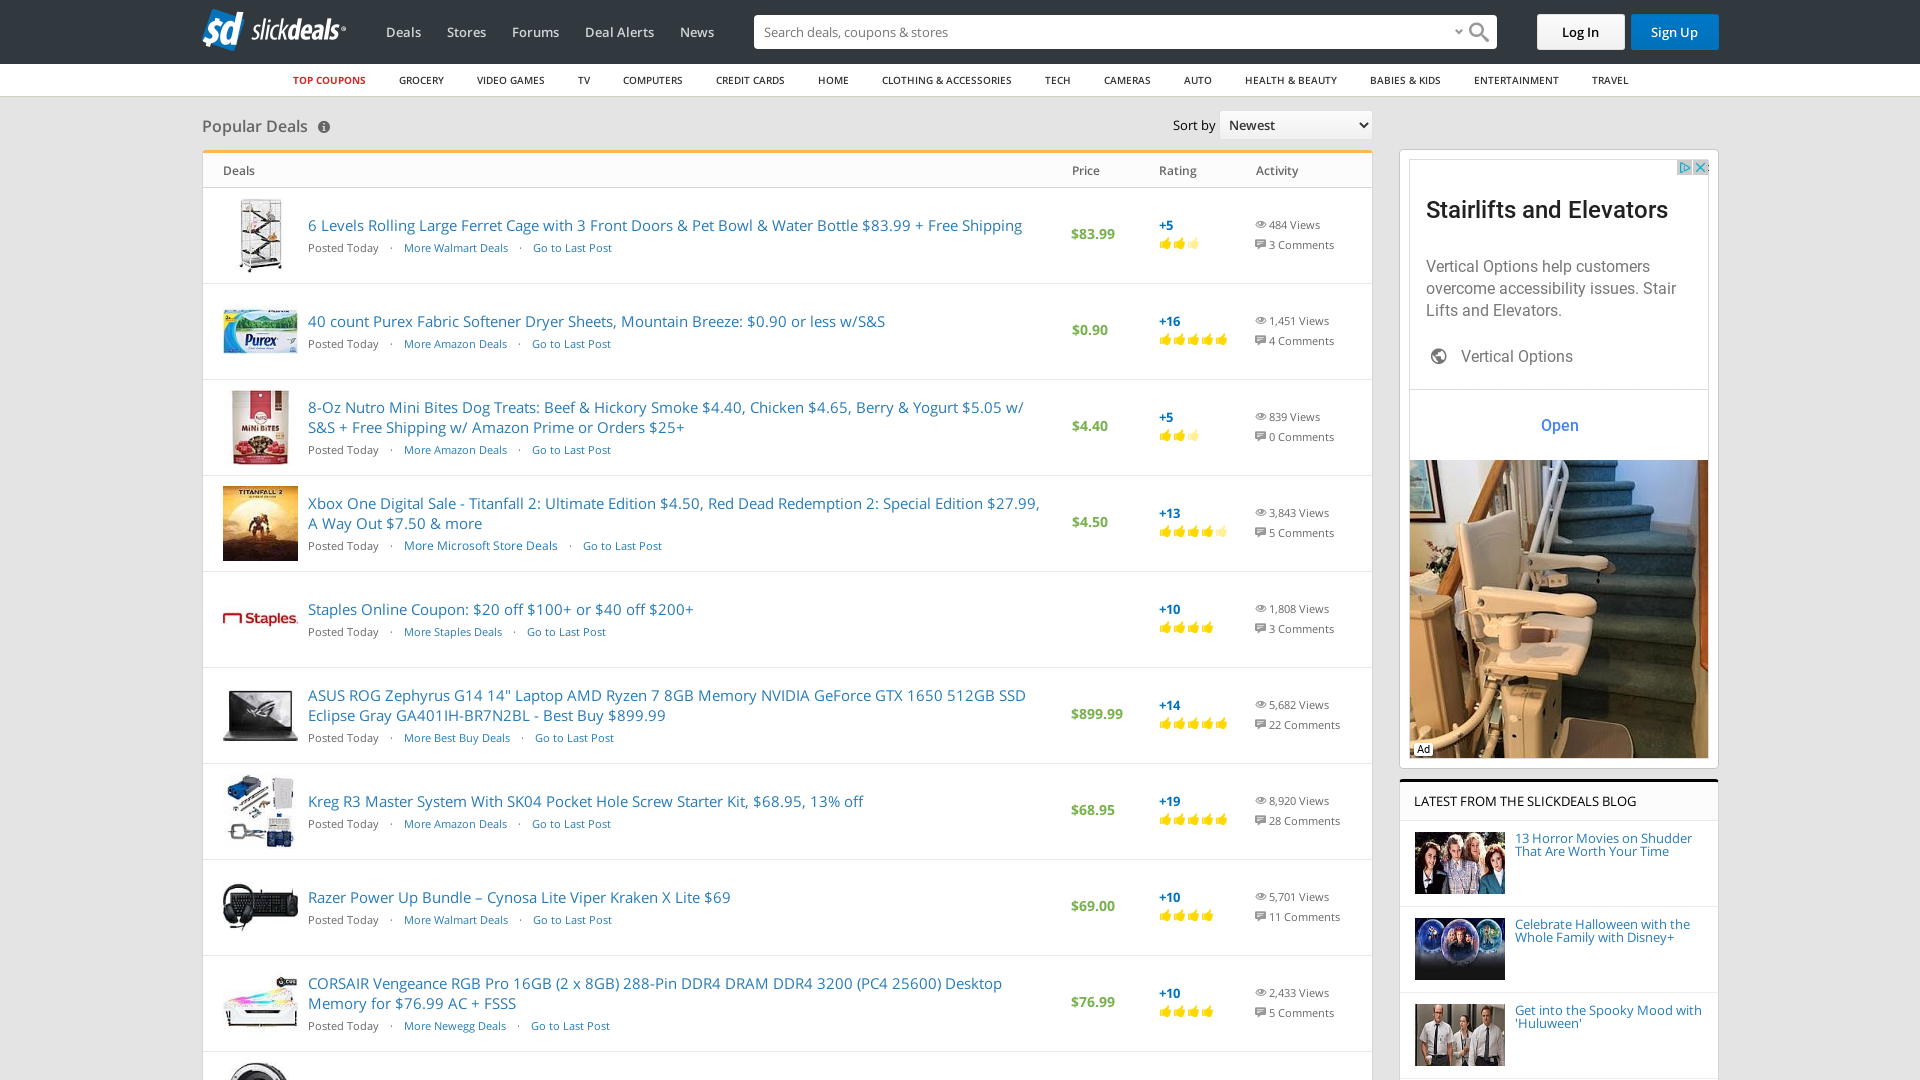 slickdeals
Deals
Stores
Forums
Deal Alerts
News
Search deals, coupons & stores
Log In
Sign Up
TOP COUPONS
GROCERY
VIDEO GAMES
TV
COMPUTERS
CREDIT CARDS
HOME
CLOTHING & ACCESSORIES
TECH
CAMERAS
AUTO
HEALTH & BEAUTY
BABIES & KIDS
ENTERTAINMENT
TRAVEL
Popular Deals
Sort by
Newest
Deals
Price
Rating
Activity
6 Levels Rolling Large Ferret Cage with 3 Front Doors & Pet Bowl & Water Bottle $83.99 + Free Shipping
Posted Today · More Walmart Deals · Go to Last Post
$83.99
+5
484 Views
3 Comments
Purex
40 count Purex Fabric Softener Dryer Sheets, Mountain Breeze: $0.90 or less w/S&S
Posted Today · More Amazon Deals · Go to Last Post
$0.90
+16
1,451 Views
4 Comments
MiNi BiTES
8-Oz Nutro Mini Bites Dog Treats: Beef & Hickory Smoke $4.40, Chicken $4.65, Berry & Yogurt $5.05 w/
S&S + Free Shipping w/ Amazon Prime or Orders $25+
Posted Today · More Amazon Deals · Go to Last Post
$4.40
+5
839 Views
0 Comments
TITANFALL 2
Xbox One Digital Sale - Titanfall 2: Ultimate Edition $4.50, Red Dead Redemption 2: Special Edition $27.99,
A Way Out $7.50 & more
Posted Today · More Microsoft Store Deals · Go to Last Post
$4.50
+13
3,843 Views
5 Comments
Staples
Staples Online Coupon: $20 off $100+ or $40 off $200+
Posted Today · More Staples Deals · Go to Last Post
+10
1,808 Views
3 Comments
ASUS ROG Zephyrus G14 14" Laptop AMD Ryzen 7 8GB Memory NVIDIA GeForce GTX 1650 512GB SSD
Eclipse Gray GA401IH-BR7N2BL - Best Buy $899.99
Posted Today · More Best Buy Deals · Go to Last Post
$899.99
+14
5,682 Views
22 Comments
Kreg R3 Master System With SK04 Pocket Hole Screw Starter Kit, $68.95, 13% off
Posted Today · More Amazon Deals · Go to Last Post
$68.95
+19
8,920 Views
28 Comments
Razer Power Up Bundle – Cynosa Lite Viper Kraken X Lite $69
Posted Today · More Walmart Deals · Go to Last Post
$69.00
+10
5,701 Views
11 Comments
CORSAIR Vengeance RGB Pro 16GB (2 x 8GB) 288-Pin DDR4 DRAM DDR4 3200 (PC4 25600) Desktop
Memory for $76.99 AC + FSSS
Posted Today · More Newegg Deals · Go to Last Post
$76.99
+10
2,433 Views
5 Comments
Stairlifts and Elevators
Vertical Options help customers
overcome accessibility issues. Stair
Lifts and Elevators.
Vertical Options
Open
Ad
LATEST FROM THE SLICKDEALS BLOG
13 Horror Movies on Shudder
That Are Worth Your Time
Celebrate Halloween with the
Whole Family with Disney+
Get into the Spooky Mood with
'Huluween'